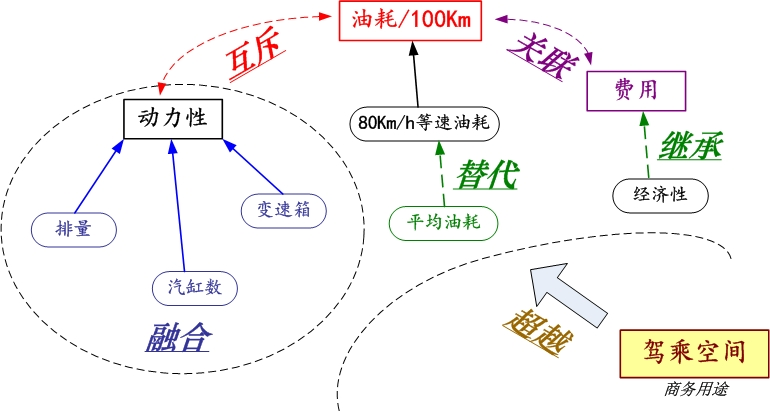 油耗/100Km
互斥
关联
费用
动力性
80Km/h等速油耗
替代
继承
排量
变速箱
平均油耗
经济性
汽缸数
融合
超越
驾乘空间
商务用途